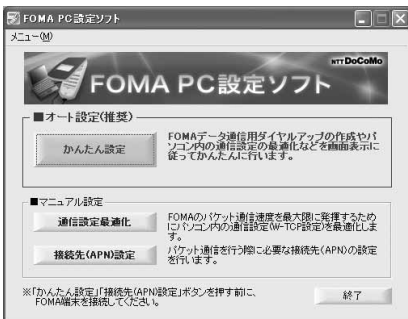 FOMA PC設定ソフト
メニュー(M)
NTT DoCoMo
FOMA PC設定ソフト
■オート設定(推奨)
かんたん設定
FOMAデータ通信用ダイヤルアップの作成やパ
ソコン内の通信設定の最適化などを画面表示に
従ってかんたんに行います。
■マニュアル設定
通信設定最適化
FOMAのパケット通信速度を最大限に発揮するため
にパソコン内の通信設定(W-TCP設定)を最適化しま
す。
接続先(APN)設定
パケット通信を行う際に必要な接続先(APN)の設定
を行います。
※「かんたん設定」「接続先(APN)設定」ボタンを押す前に、
FOMA端末を接続してください。
終了